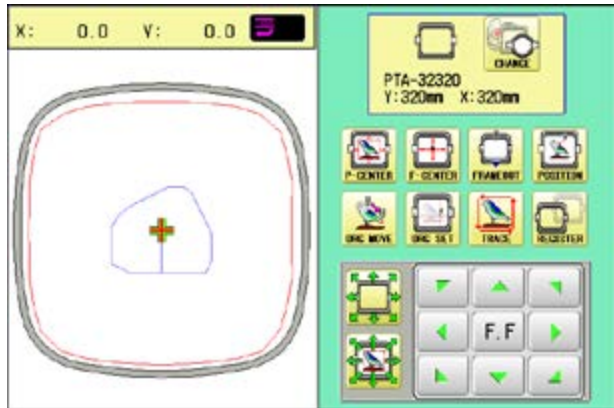 X: 0.0 Y: 0.0
CHANGE
PTA-32320
Y:320mm X:320mm
P-CENTER F-CENTER FRAMEOUT POSITION
ORG MOVE ORG SET TRACE REGISTER
F.F